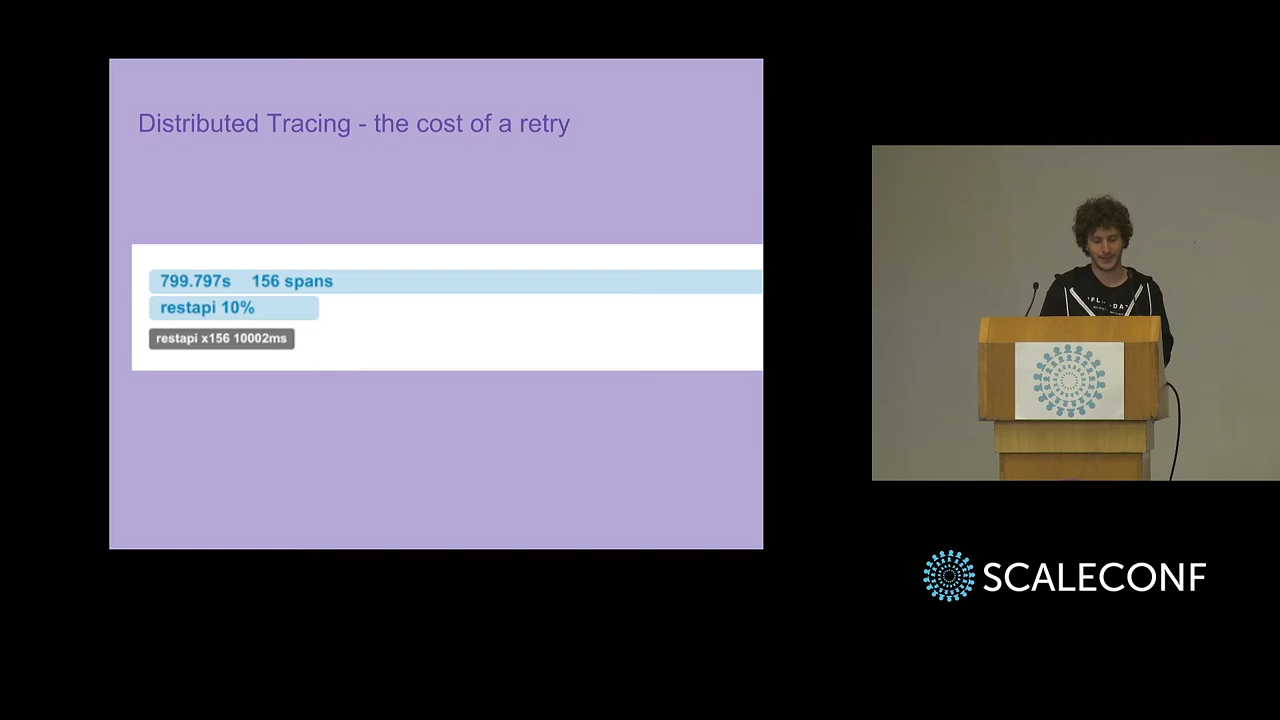 Distributed Tracing - the cost of a retry
799.797s 156 spans
restapi 10%
restapi x156 10002ms
SCALECONF